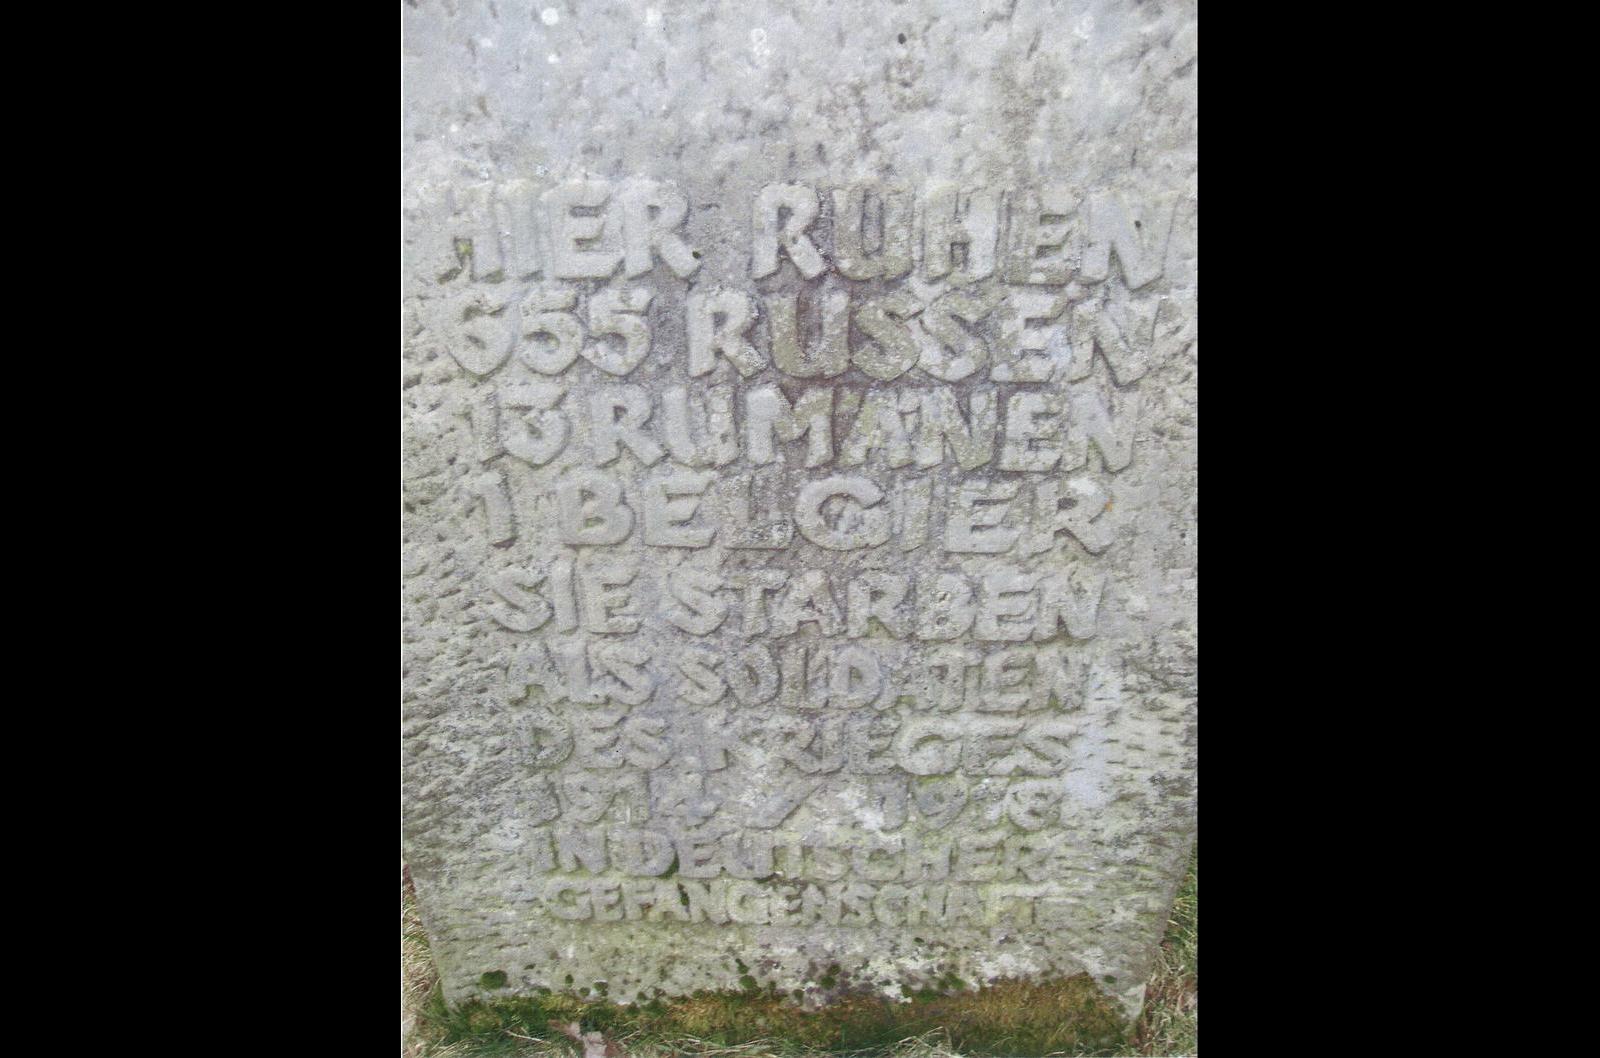 HIER RUHEN
655 RUSSEN
13 RUMÄNEN
1 BELGIER
SIE STARBEN
ALS SOLDATEN
DES KRIEGES
1914/1918
IN DEUTSCHER
GEFANGENSCHAFT